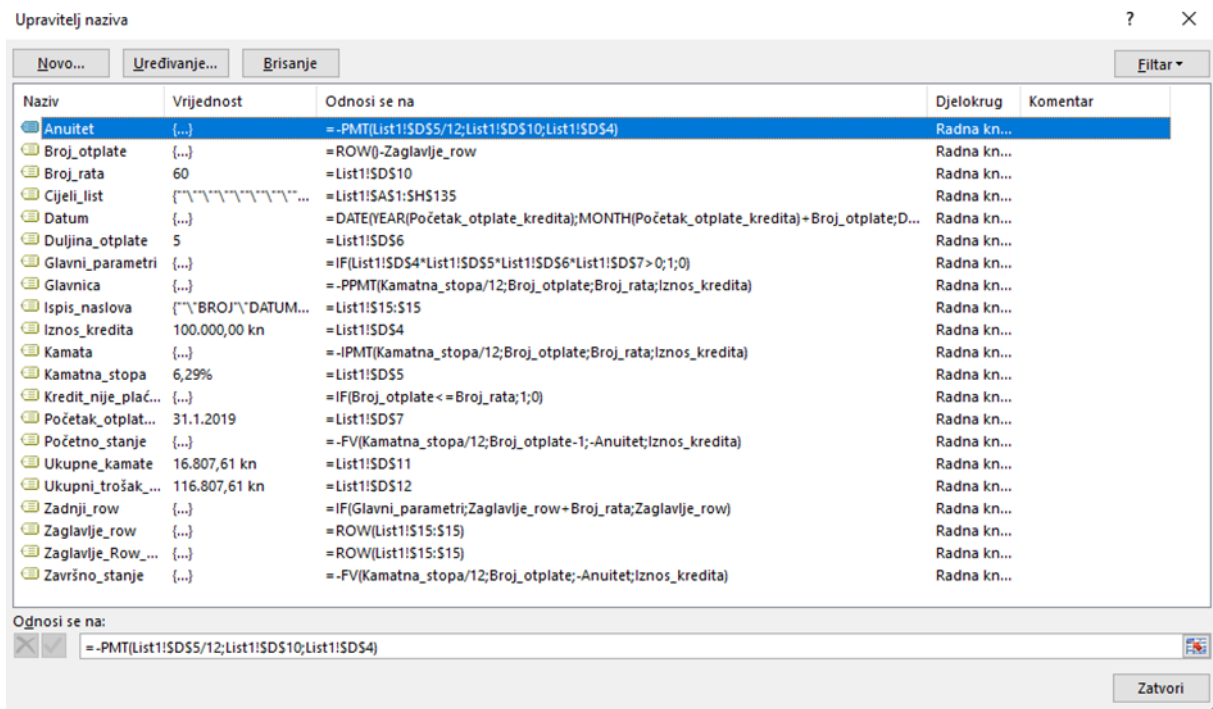 Upravitelj naziva ? ×
Novo... Uređivanje... Brisanje Filtar
Naziv Vrijednost Odnosi se na Djelokrug Komentar
Anuitet {...} =-PMT(List1!$D$5/12;List1!$D$10;List1!$D$4) Radna kn...
Broj_otplate {...} =ROW()-Zaglavlje_row Radna kn...
Broj_rata 60 =List1!$D$10 Radna kn...
Cijeli_list {""\""\""\""\""\""\""\""... =List1!$A$1:$H$135 Radna kn...
Datum {...} =DATE(YEAR(Početak_otplate_kredita);MONTH(Početak_otplate_kredita)+Broj_otplate;D... Radna kn...
Duljina_otplate 5 =List1!$D$6 Radna kn...
Glavni_parametri {...} =IF(List1!$D$4*List1!$D$5*List1!$D$6*List1!$D$7>0;1;0) Radna kn...
Glavnica {...} =-PPMT(Kamatna_stopa/12;Broj_otplate;Broj_rata;Iznos_kredita) Radna kn...
Ispis_naslova {""\"BROJ"\"DATUM... =List1!$15:$15 Radna kn...
Iznos_kredita 100.000,00 kn =List1!$D$4 Radna kn...
Kamata {...} =-IPMT(Kamatna_stopa/12;Broj_otplate;Broj_rata;Iznos_kredita) Radna kn...
Kamatna_stopa 6,29% =List1!$D$5 Radna kn...
Kredit_nije_plać... {...} =IF(Broj_otplate<=Broj_rata;1;0) Radna kn...
Početak_otplat... 31.1.2019 =List1!$D$7 Radna kn...
Početno_stanje {...} =-FV(Kamatna_stopa/12;Broj_otplate-1;-Anuitet;Iznos_kredita) Radna kn...
Ukupne_kamate 16.807,61 kn =List1!$D$11 Radna kn...
Ukupni_trošak_... 116.807,61 kn =List1!$D$12 Radna kn...
Zadnji_row {...} =IF(Glavni_parametri;Zaglavlje_row+Broj_rata;Zaglavlje_row) Radna kn...
Zaglavlje_row {...} =ROW(List1!$15:$15) Radna kn...
Zaglavlje_Row_... {...} =ROW(List1!$15:$15) Radna kn...
Završno_stanje {...} =-FV(Kamatna_stopa/12;Broj_otplate;-Anuitet;Iznos_kredita) Radna kn...
Odnosi se na:
=-PMT(List1!$D$5/12;List1!$D$10;List1!$D$4)
Zatvori